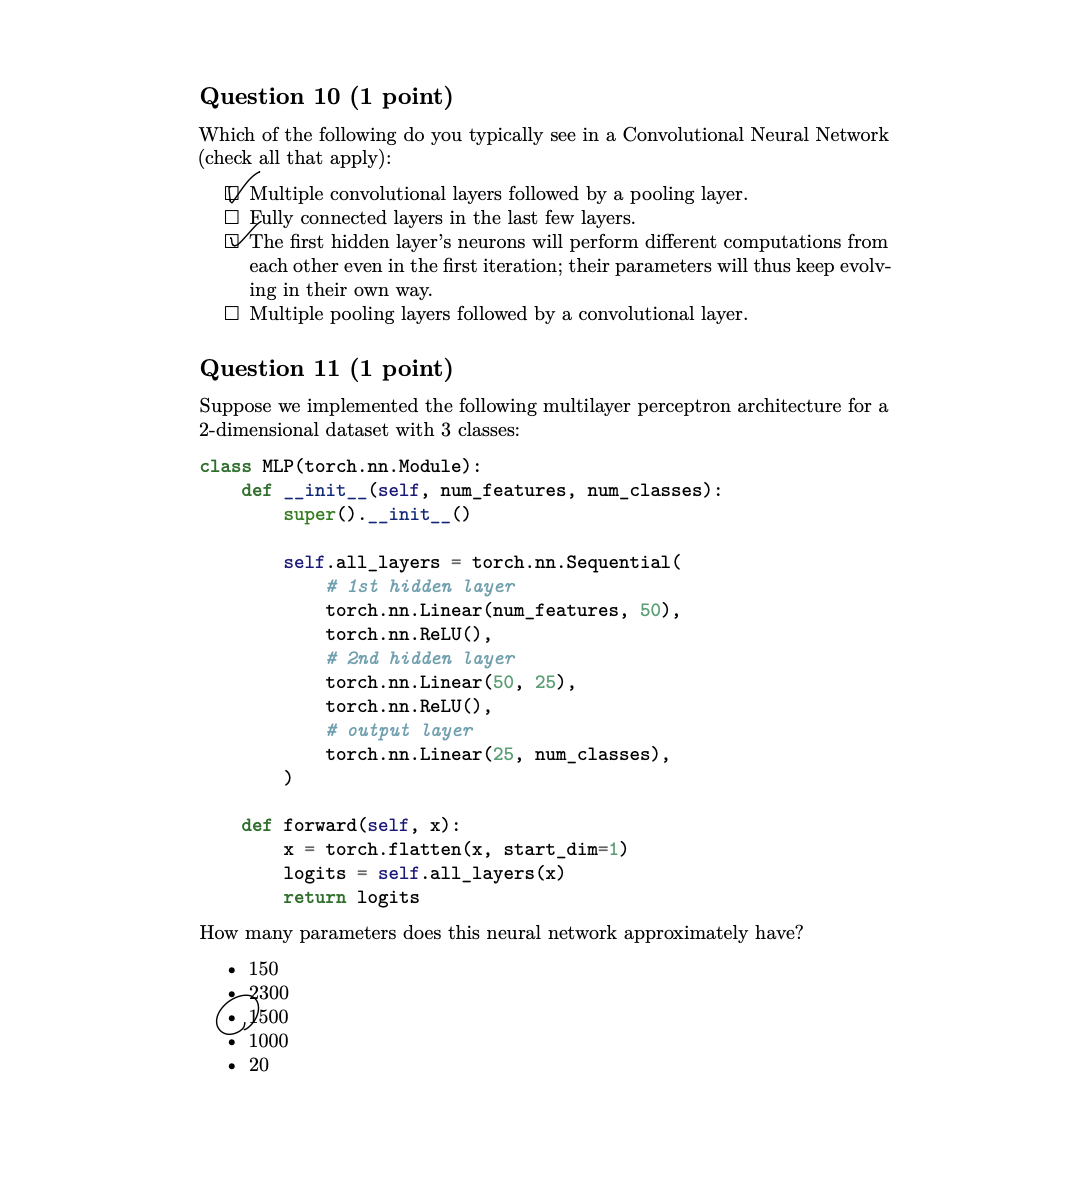 Question 10 (1 point)
Which of the following do you typically see in a Convolutional Neural Network
(check all that apply):
☑ Multiple convolutional layers followed by a pooling layer.
☐ Fully connected layers in the last few layers.
☑ The first hidden layer's neurons will perform different computations from
each other even in the first iteration; their parameters will thus keep evolv-
ing in their own way.
☐ Multiple pooling layers followed by a convolutional layer.
Question 11 (1 point)
Suppose we implemented the following multilayer perceptron architecture for a
2-dimensional dataset with 3 classes:
class MLP(torch.nn.Module):
    def __init__(self, num_features, num_classes):
        super().__init__()
        self.all_layers = torch.nn.Sequential(
            # 1st hidden layer
            torch.nn.Linear(num_features, 50),
            torch.nn.ReLU(),
            # 2nd hidden layer
            torch.nn.Linear(50, 25),
            torch.nn.ReLU(),
            # output layer
            torch.nn.Linear(25, num_classes),
        )
    def forward(self, x):
        x = torch.flatten(x, start_dim=1)
        logits = self.all_layers(x)
        return logits
How many parameters does this neural network approximately have?
• 150
• 2300
• 1500
• 1000
• 20